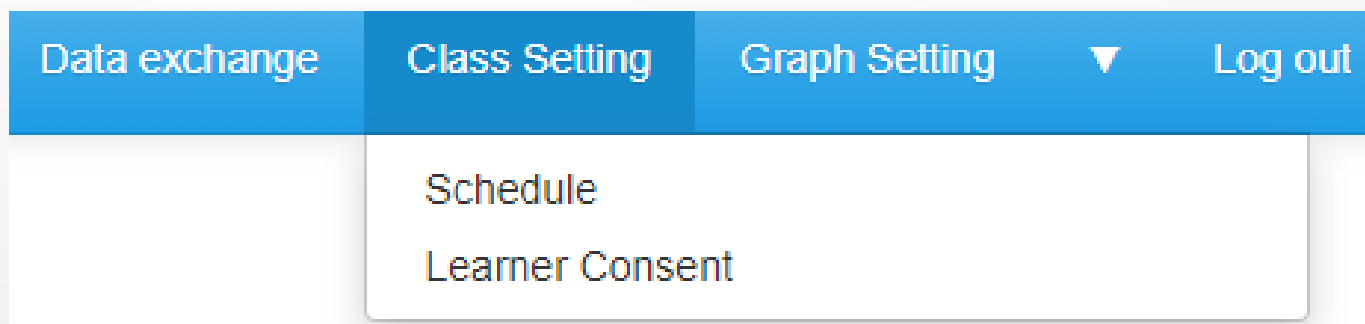 Data exchange Class Setting Graph Setting ▼ Log out
Schedule
Learner Consent